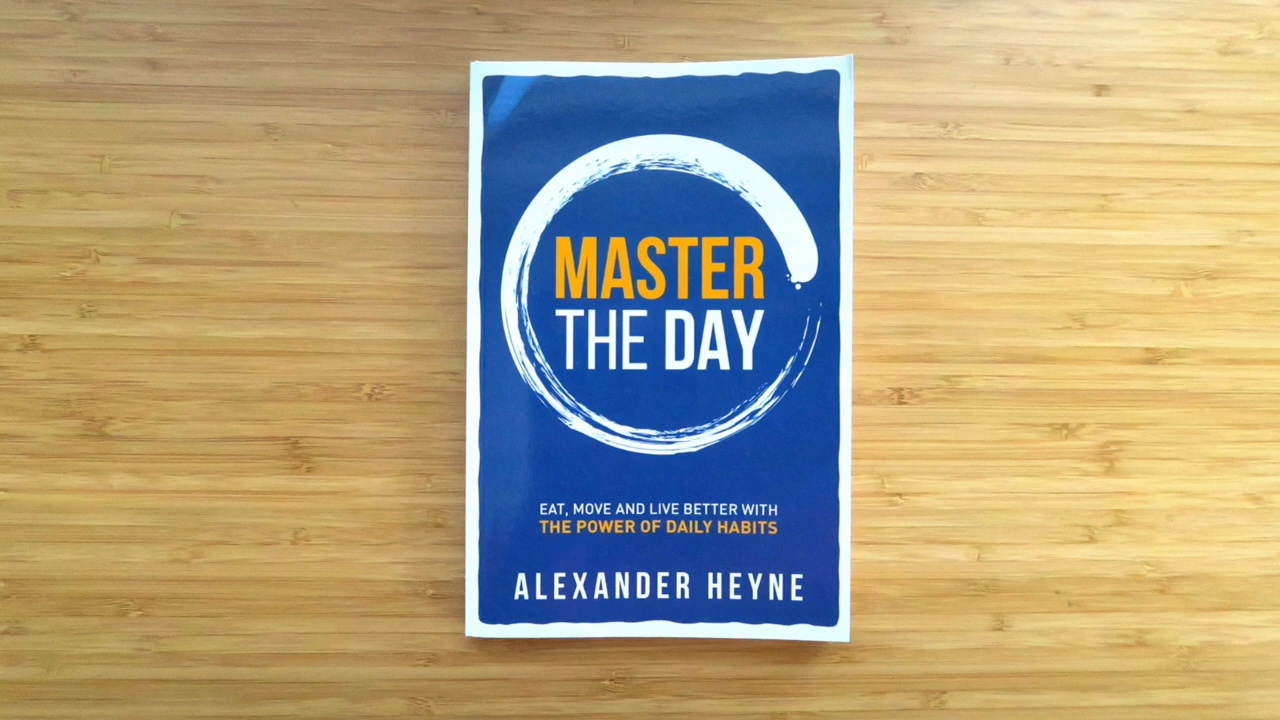 MASTER
THE DAY
EAT, MOVE AND LIVE BETTER WITH
THE POWER OF DAILY HABITS
ALEXANDER HEYNE